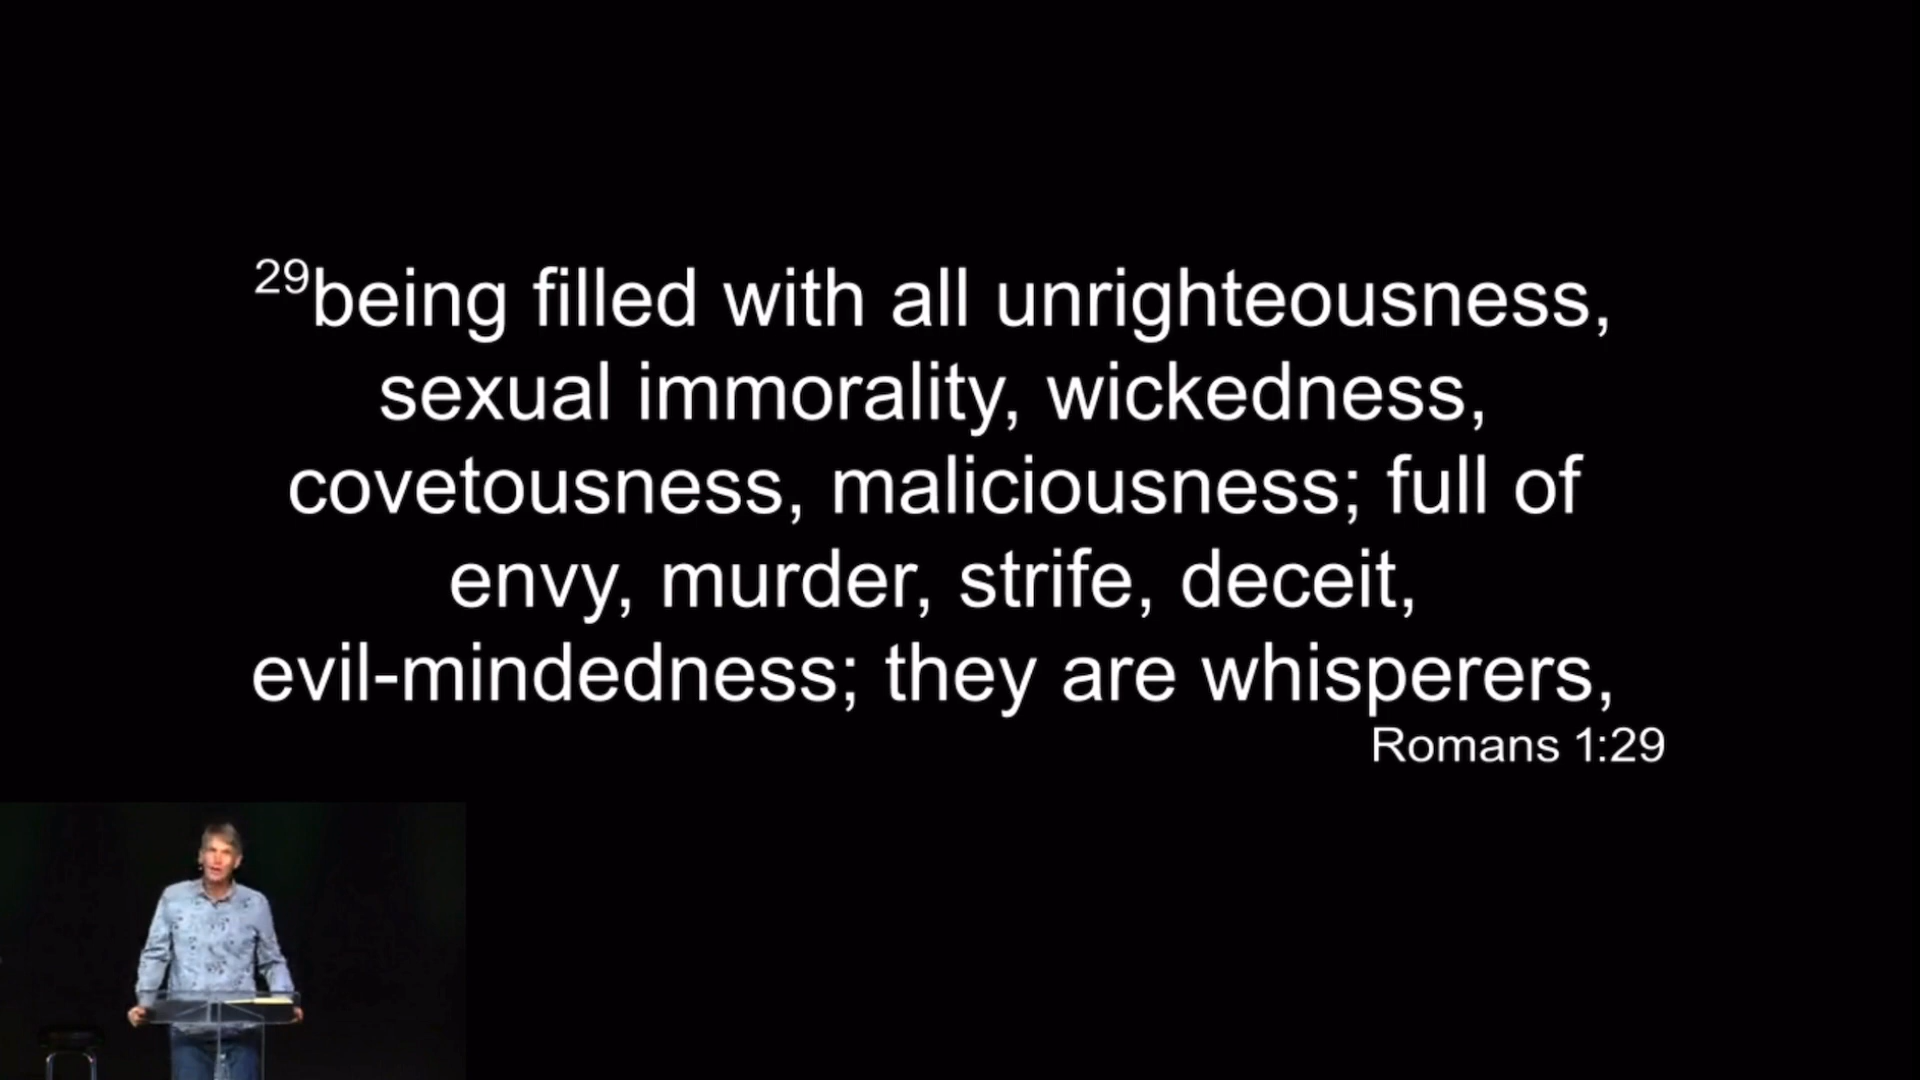 29being filled with all unrighteousness,
sexual immorality, wickedness,
covetousness, maliciousness; full of
envy, murder, strife, deceit,
evil-mindedness; they are whisperers,
Romans 1:29